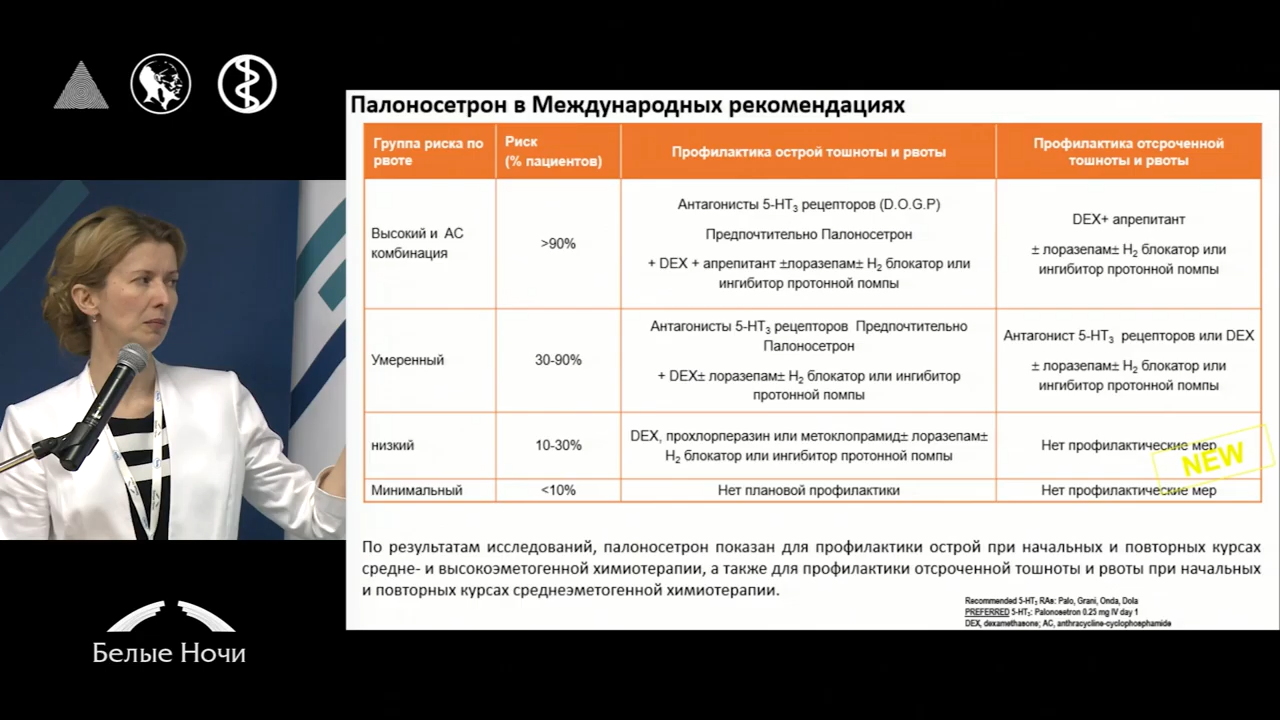 Палоносетрон в Международных рекомендациях
Группа риска по
рвоте
Риск
(% пациентов)
Профилактика острой тошноты и рвоты
Профилактика отсроченной
тошноты и рвоты
Высокий и АС
комбинация
>90%
Антагонисты 5-НТ3 рецепторов (D.O.G.P)
Предпочтительно Палоносетрон
+ DEX + апрепитант ±лоразепам± H2 блокатор или
ингибитор протонной помпы
DEX+ апрепитант
± лоразепам± H2 блокатор или
ингибитор протонной помпы
Умеренный
30-90%
Антагонисты 5-НТ3 рецепторов Предпочтительно
Палоносетрон
+ DEX± лоразепам± H2 блокатор или ингибитор
протонной помпы
Антагонист 5-НТ3 рецепторов или DEX
± лоразепам± H2 блокатор или
ингибитор протонной помпы
низкий
10-30%
DEX, прохлорперазин или метоклопрамид± лоразепам±
H2 блокатор или ингибитор протонной помпы
Нет профилактические мер
NEW
Минимальный
<10%
Нет плановой профилактики
Нет профилактические мер
По результатам исследований, палоносетрон показан для профилактики острой при начальных и повторных курсах
средне- и высокоэметогенной химиотерапии, а также для профилактики отсроченной тошноты и рвоты при начальных
и повторных курсах среднеэметогенной химиотерапии.
Recommended 5-HT3 RAs: Palo, Grani, Onda, Dola
PREFERRED 5-HT3: Palonosetron 0.25 mg IV day 1
DEX, dexamethasone; AC, anthracycline-cyclophosphamide
Белые Ночи